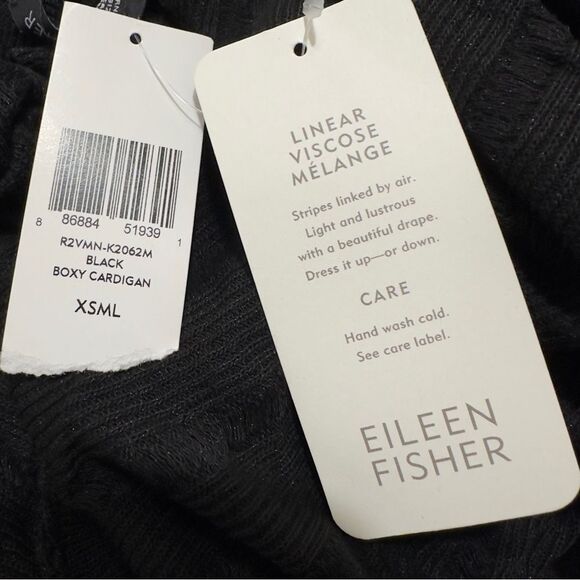 8 86884 51939 1
R2VMN-K2062M
BLACK
BOXY CARDIGAN
XSML
LINEAR
VISCOSE
MÉLANGE
Stripes linked by air.
Light and lustrous
with a beautiful drape.
Dress it up—or down.
CARE
Hand wash cold.
See care label.
EILEEN
FISHER